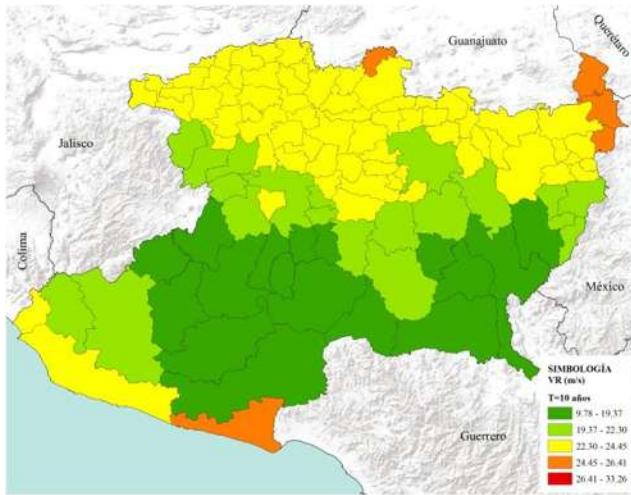 Querétaro
Guanajuato
Jalisco
Colima
México
Guerrero
SIMBOLOGÍA
VR (m/s)
T=10 años
9.78 - 19.37
19.37 - 22.30
22.30 - 24.45
24.45 - 26.41
26.41 - 33.26